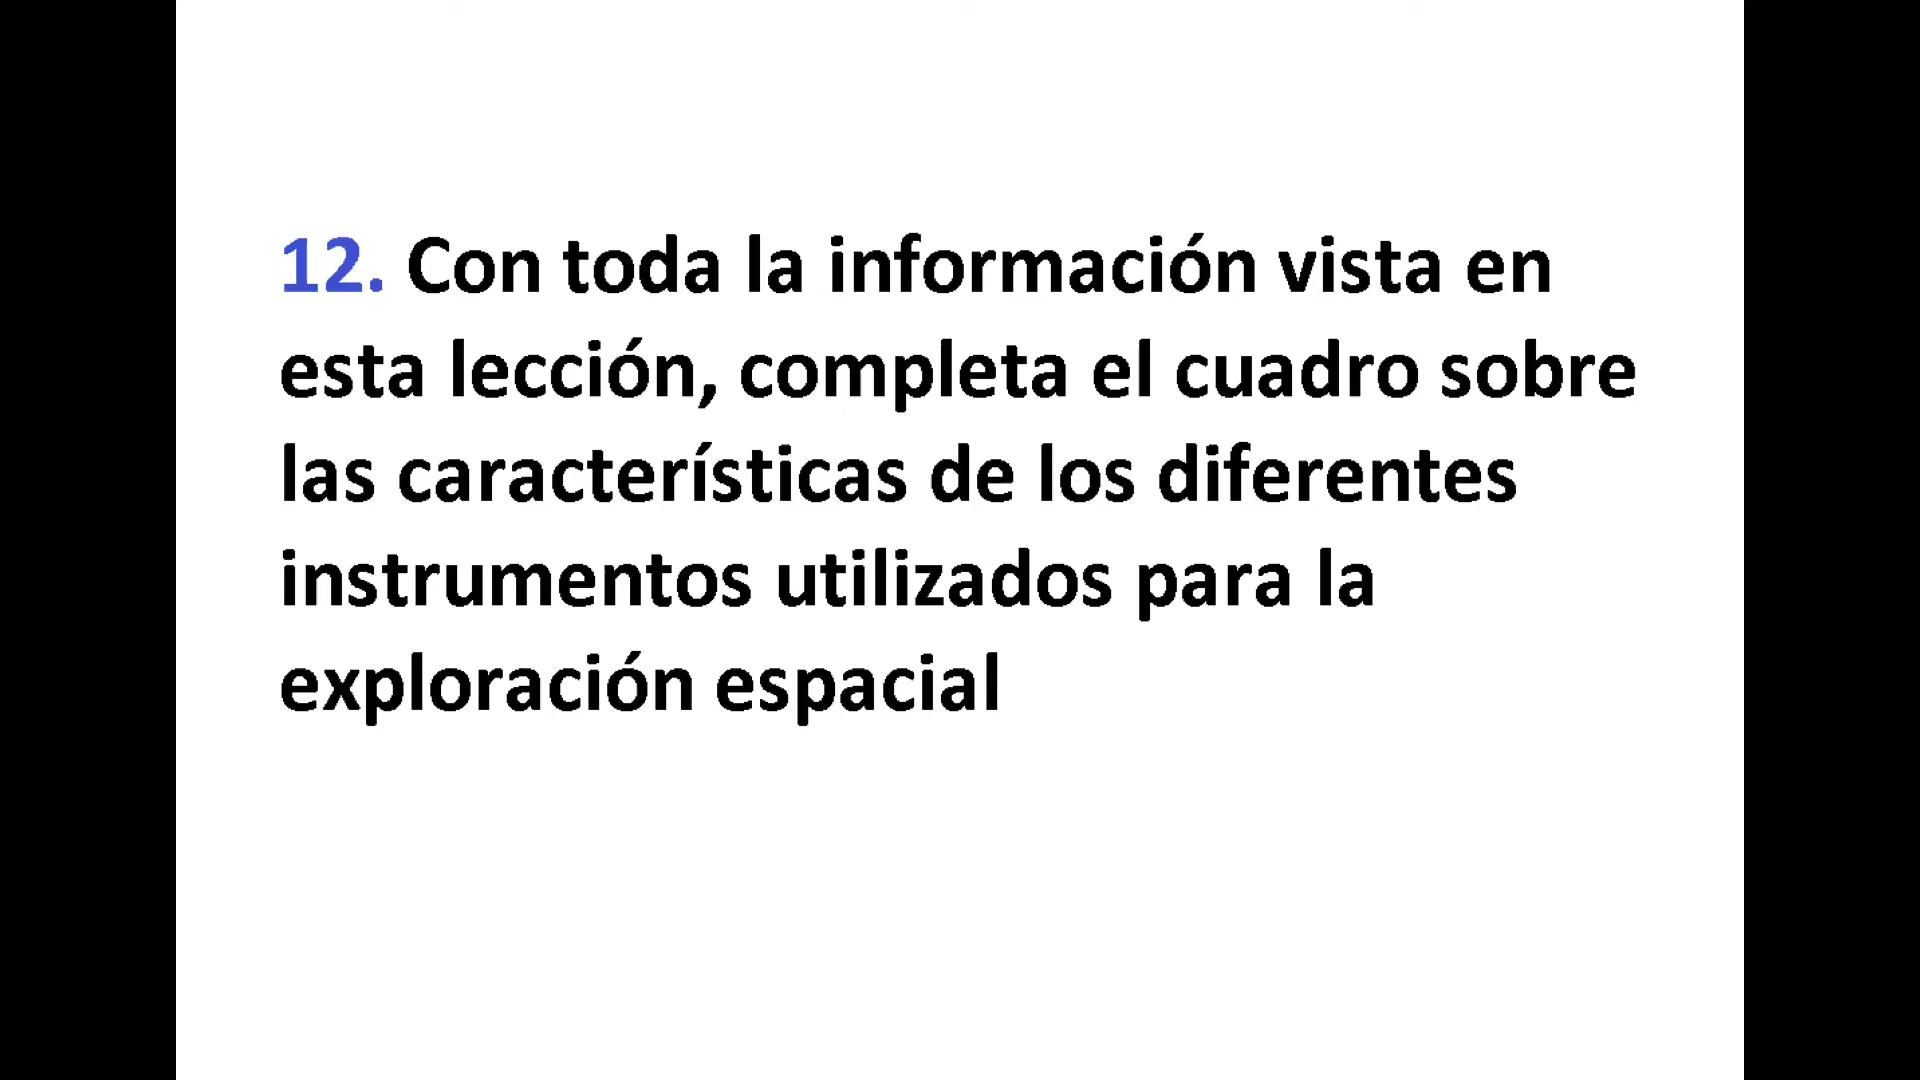 12. Con toda la información vista en
esta lección, completa el cuadro sobre
las características de los diferentes
instrumentos utilizados para la
exploración espacial